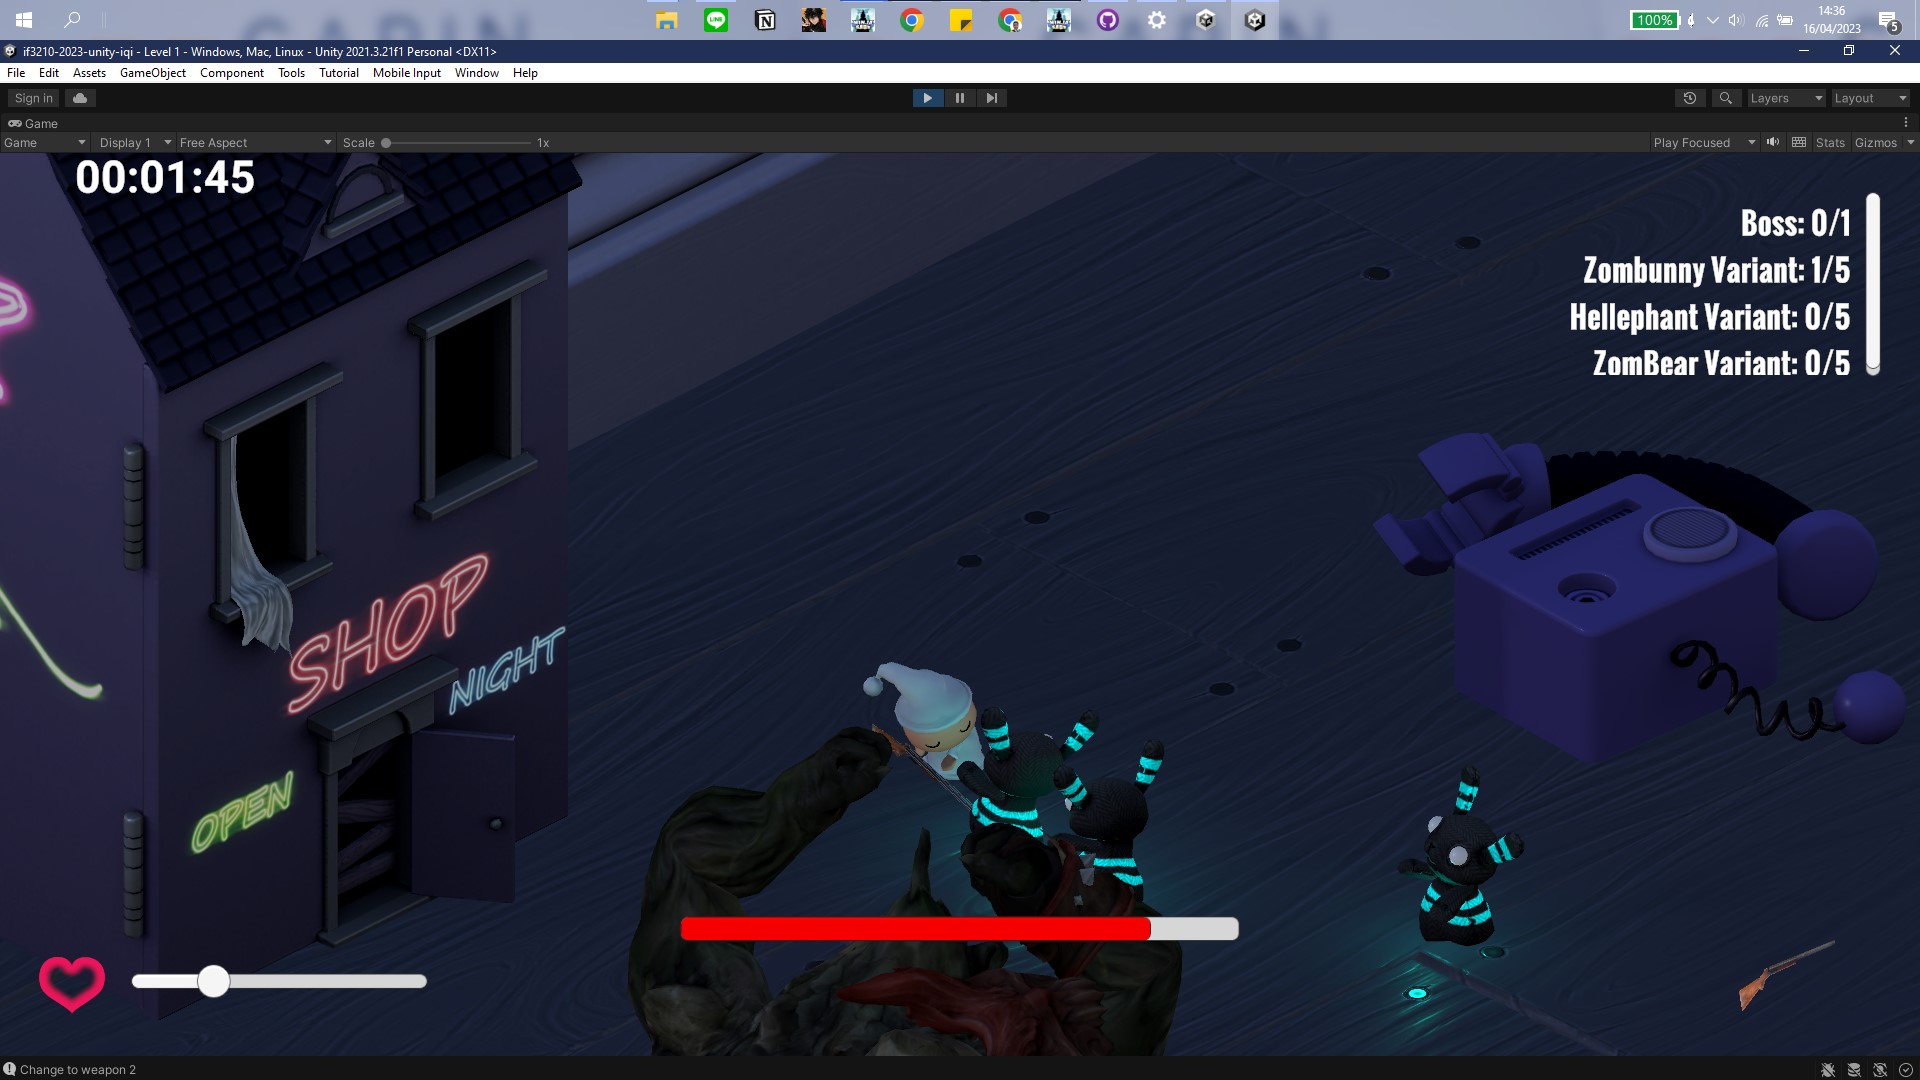 100%
14:36
16/04/2023
5
if3210-2023-unity-iqi - Level 1 - Windows, Mac, Linux - Unity 2021.3.21f1 Personal <DX11>
File Edit Assets GameObject Component Tools Tutorial Mobile Input Window Help
Sign in
Layers
Layout
Game
Game
Display 1
Free Aspect
Scale
1x
Play Focused
Stats
Gizmos
00:01:45
Boss: 0/1
Zombunny Variant: 1/5
Hellephant Variant: 0/5
ZomBear Variant: 0/5
SHOP
NIGHT
OPEN
Change to weapon 2